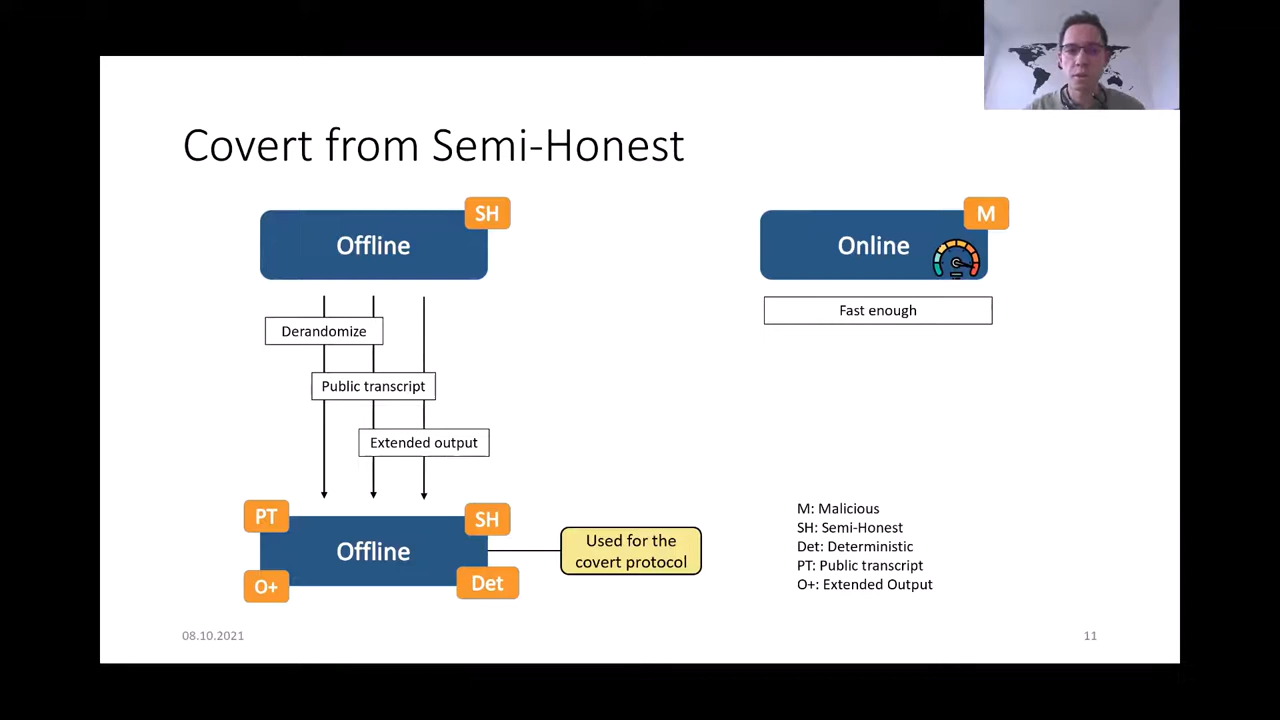 Covert from Semi-Honest
SH
Offline
M
Online
Fast enough
Derandomize
Public transcript
Extended output
PT
SH
Offline
O+
Det
Used for the
covert protocol
M: Malicious
SH: Semi-Honest
Det: Deterministic
PT: Public transcript
O+: Extended Output
08.10.2021
11